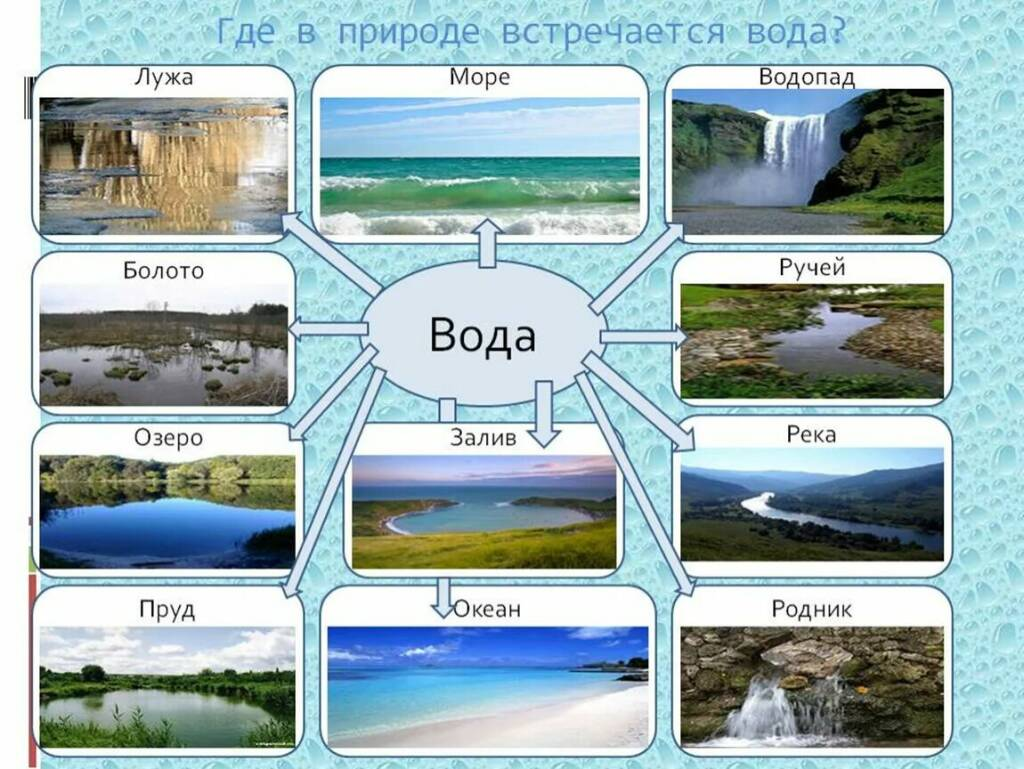 Где в природе встречается вода?
Лужа
Море
Водопад
Болото
Вода
Ручей
Озеро
Залив
Река
Пруд
Океан
Родник